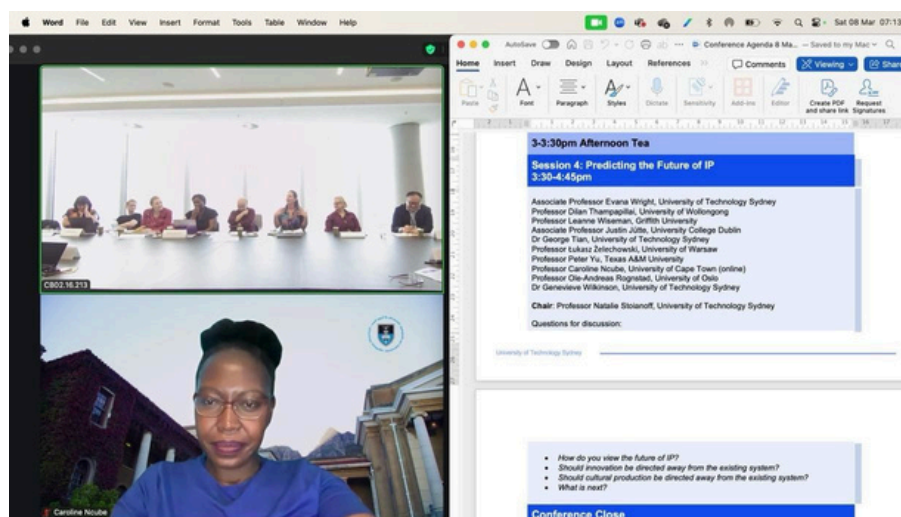 Word File Edit View Insert Format Tools Table Window Help
Sat 08 Mar 07:13
AutoSave
Conference Agenda 8 Ma... — Saved to my Mac
Home Insert Draw Design Layout References
Comments Viewing Share
Paste Font Paragraph Styles Dictate Sensitivity Add-ins Editor Create PDF and share link Request Signatures
CB02.16.213
Caroline Ncube
3-3:30pm Afternoon Tea
Session 4: Predicting the Future of IP
3:30-4:45pm
Associate Professor Evana Wright, University of Technology Sydney
Professor Dilan Thampapillai, University of Wollongong
Professor Leanne Wiseman, Griffith University
Associate Professor Justin Jütte, University College Dublin
Dr George Tian, University of Technology Sydney
Professor Łukasz Żelechowski, University of Warsaw
Professor Peter Yu, Texas A&M University
Professor Caroline Ncube, University of Cape Town (online)
Professor Ole-Andreas Rognstad, University of Oslo
Dr Genevieve Wilkinson, University of Technology Sydney
Chair: Professor Natalie Stoianoff, University of Technology Sydney
Questions for discussion:
University of Technology Sydney
• How do you view the future of IP?
• Should innovation be directed away from the existing system?
• Should cultural production be directed away from the existing system?
• What is next?
Conference Close